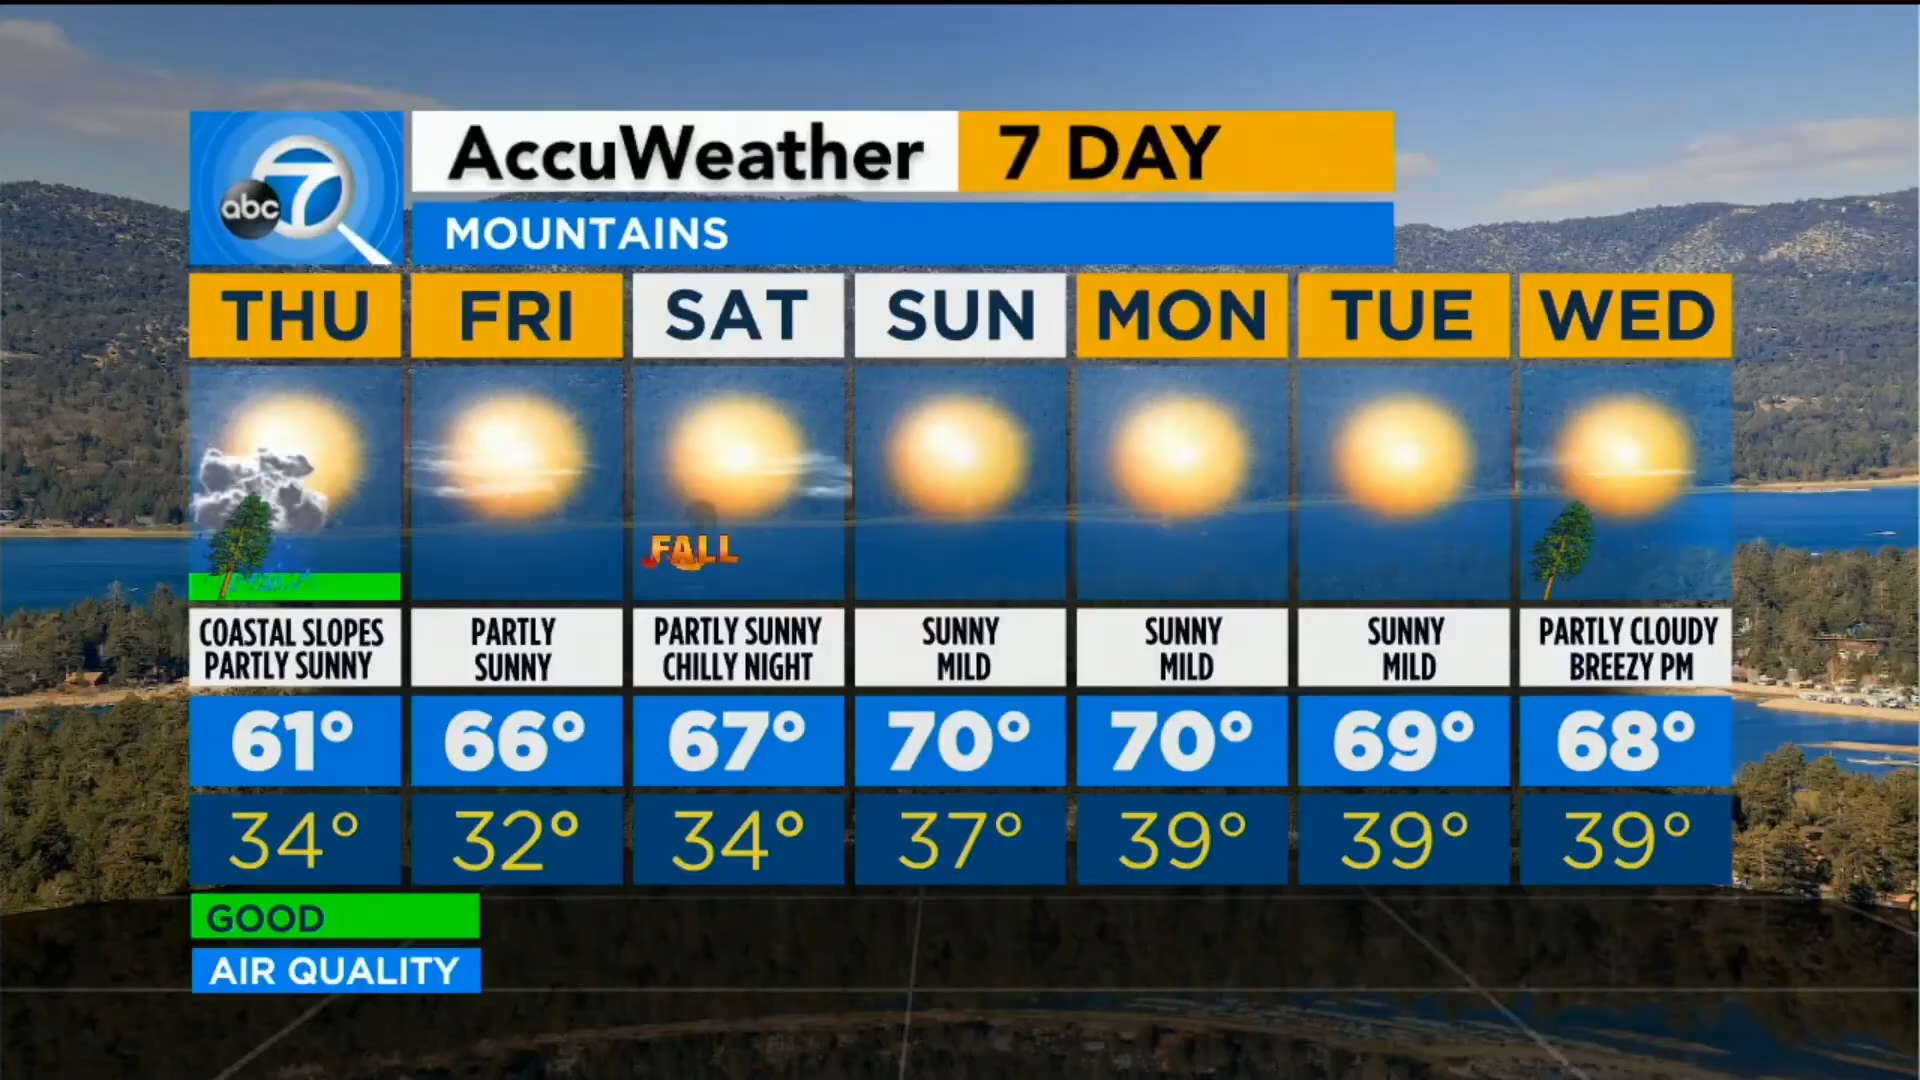 abc 7
AccuWeather 7 DAY
MOUNTAINS
THU FRI SAT SUN MON TUE WED
FALL
COASTAL SLOPES
PARTLY SUNNY
PARTLY
SUNNY
PARTLY SUNNY
CHILLY NIGHT
SUNNY
MILD
SUNNY
MILD
SUNNY
MILD
PARTLY CLOUDY
BREEZY PM
61° 66° 67° 70° 70° 69° 68°
34° 32° 34° 37° 39° 39° 39°
GOOD
AIR QUALITY